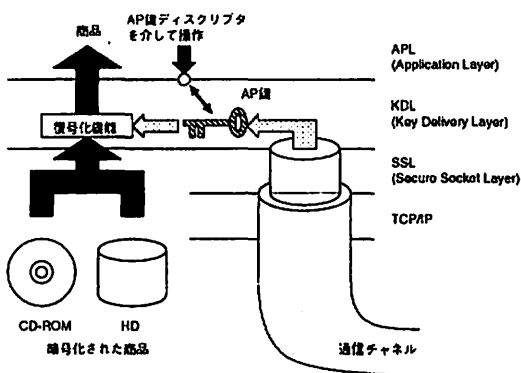 商品
AP鍵ディスクリプタ
を介して操作
APL
(Application Layer)
AP鍵
KDL
(Key Delivery Layer)
復号化機能
SSL
(Secure Socket Layer)
TCP/IP
CD-ROM
HD
暗号化された商品
通信チャネル